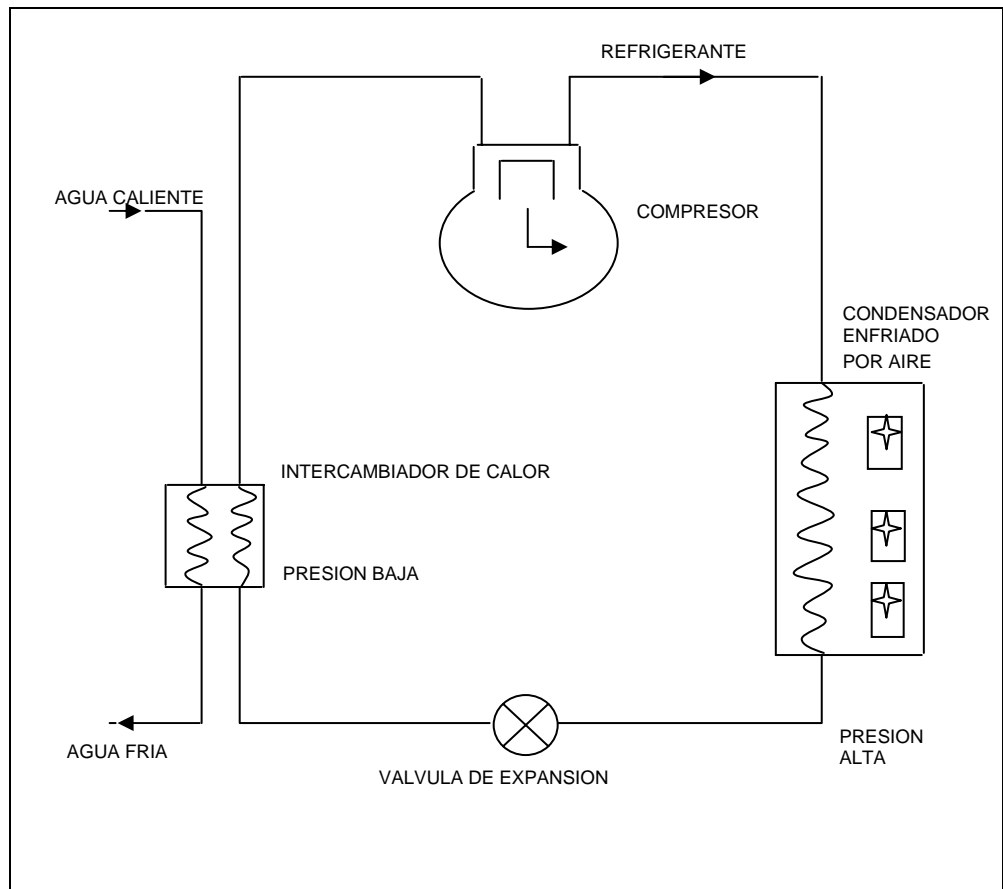 REFRIGERANTE
AGUA CALIENTE
COMPRESOR
CONDENSADOR
ENFRIADO
POR AIRE
INTERCAMBIADOR DE CALOR
PRESION BAJA
AGUA FRIA
VALVULA DE EXPANSION
PRESION
ALTA